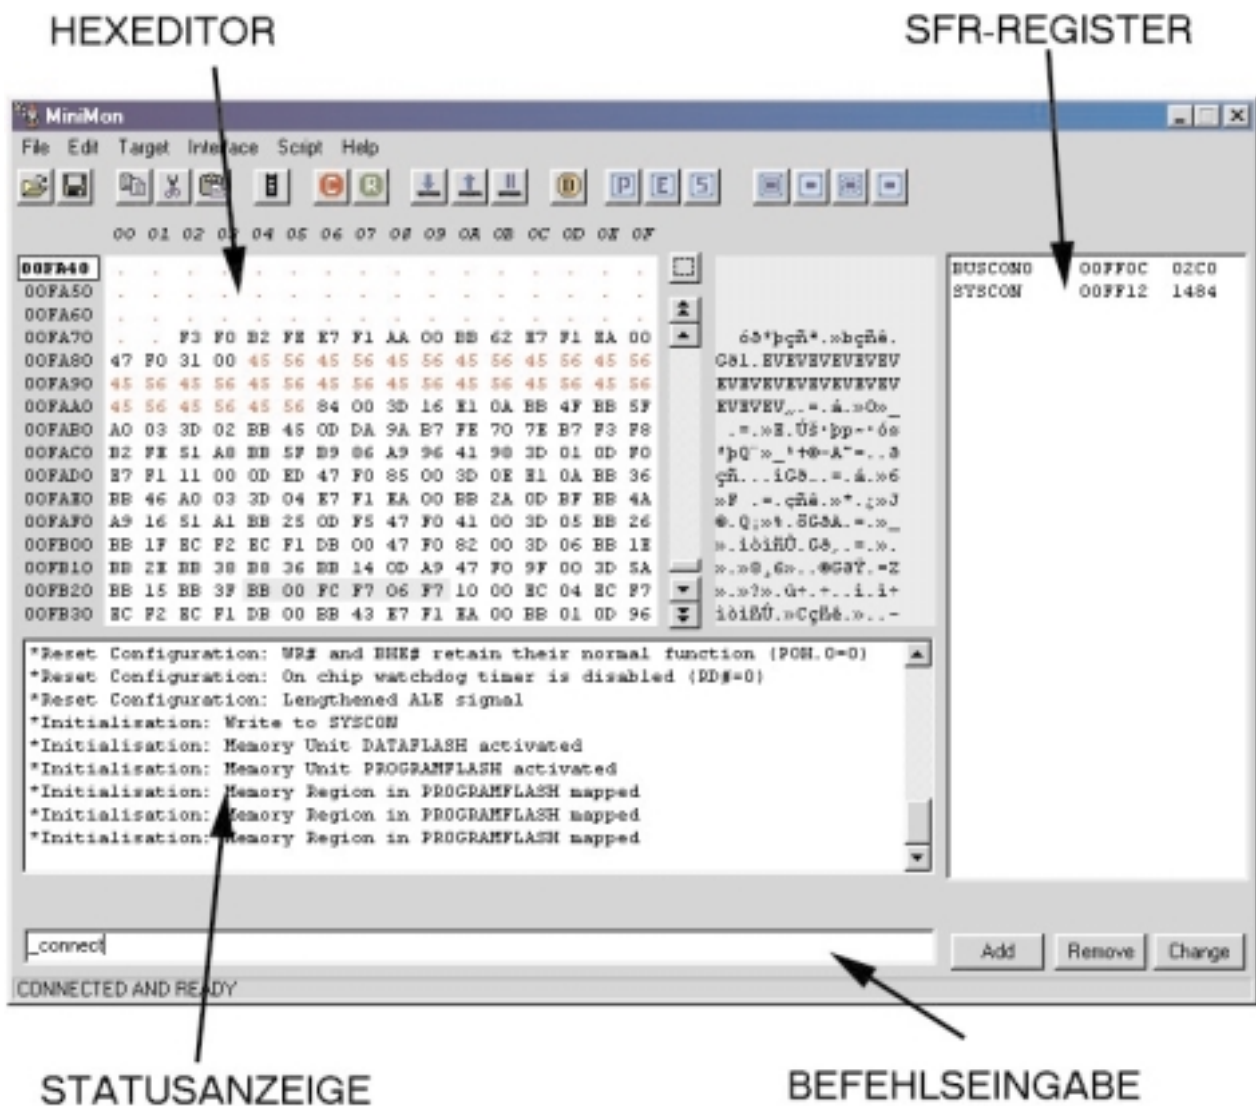 HEXEDITOR
SFR-REGISTER
MiniMon
File Edit Target Interface Script Help
C R D P E S
00 01 02 03 04 05 06 07 08 09 0A 0B 0C 0D 0E 0F
00FA40 . . . . . . . . . . . . . . . .
00FA50 . . . . . . . . . . . . . . . .
00FA60 . . . . . . . . . . . . . . . .
00FA70 . . F3 F0 B2 FE E7 F1 AA 00 BB 62 E7 F1 EA 00
00FA80 47 F0 31 00 45 56 45 56 45 56 45 56 45 56 45 56 GðI.EVEVEVEVEVEV
00FA90 45 56 45 56 45 56 45 56 45 56 45 56 45 56 45 56 EVEVEVEVEVEVEVEV
00FAA0 45 56 45 56 45 56 84 00 3D 16 E1 0A BB 4F BB 5F
00FAB0 A0 03 3D 02 BB 45 0D DA 9A B7 FE 70 7E B7 F3 F8
00FAC0 B2 FE 51 A8 BB 5F B9 86 A9 96 41 98 3D 01 0D F0
00FAD0 E7 F1 11 00 0D ED 47 F0 85 00 3D 0E E1 0A BB 36
00FAE0 BB 46 A0 03 3D 04 E7 F1 EA 00 BB 2A 0D BF BB 4A
00FAF0 A9 16 51 A1 BB 25 0D F5 47 F0 41 00 3D 05 BB 26
00FB00 BB 1F EC F2 EC F1 DB 00 47 F0 82 00 3D 06 BB 1E
00FB10 BB 2E BB 38 B8 36 BB 14 0D A9 47 F0 9F 00 3D 5A
00FB20 BB 15 BB 3F BB 00 FC F7 06 F7 10 00 EC 04 EC F7
00FB30 EC F2 EC F1 DB 00 BB 43 E7 F1 EA 00 BB 01 0D 96
BUSCON0 00FF0C 02C0
SYSCON 00FF12 1484
*Reset Configuration: WR# and BHE# retain their normal function (P0H.0=0)
*Reset Configuration: On chip watchdog timer is disabled (RD#=0)
*Reset Configuration: Lengthened ALE signal
*Initialisation: Write to SYSCON
*Initialisation: Memory Unit DATAFLASH activated
*Initialisation: Memory Unit PROGRAMFLASH activated
*Initialisation: Memory Region in PROGRAMFLASH mapped
*Initialisation: Memory Region in PROGRAMFLASH mapped
*Initialisation: Memory Region in PROGRAMFLASH mapped
_connect
Add Remove Change
CONNECTED AND READY
STATUSANZEIGE
BEFEHLSEINGABE